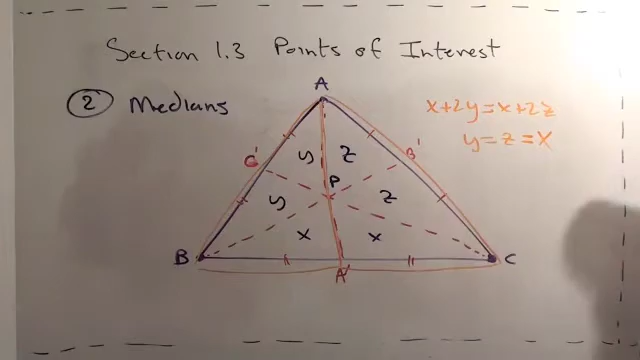 Section 1.3 Points of Interest
② Medians
A
x+2y=x+2z
y=z=x
C'
y
z
B'
P
y
z
x
x
B
A'
C